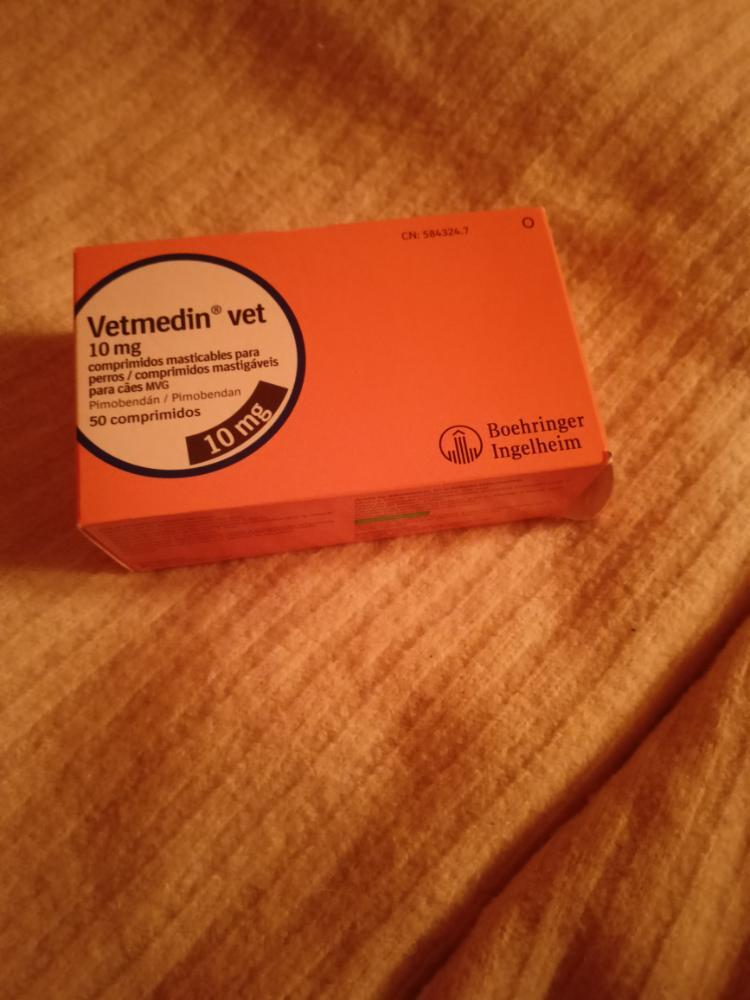 CN: 584324.7
Vetmedin® vet
10 mg
comprimidos masticables para
perros / comprimidos mastigáveis
para cães MVG
Pimobendán / Pimobendan
50 comprimidos
10 mg
Boehringer
Ingelheim